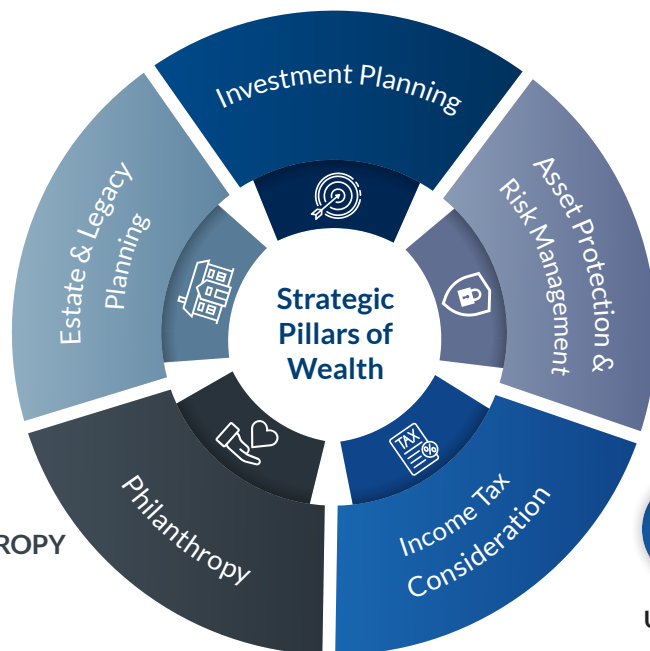 Investment Planning
Asset Protection &
Risk Management
Estate & Legacy
Planning
Strategic
Pillars of
Wealth
TAX
%
Philanthropy
Income Tax
Consideration
ROPY
U